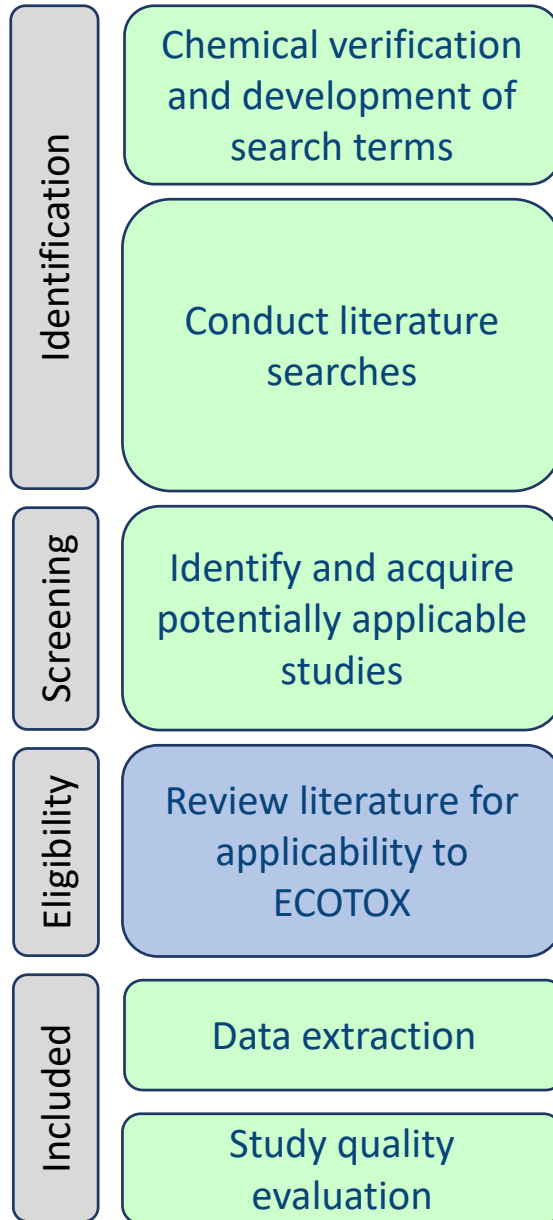 Identification
Chemical verification
and development of
search terms
Conduct literature
searches
Screening
Identify and acquire
potentially applicable
studies
Eligibility
Review literature for
applicability to
ECOTOX
Included
Data extraction
Study quality
evaluation